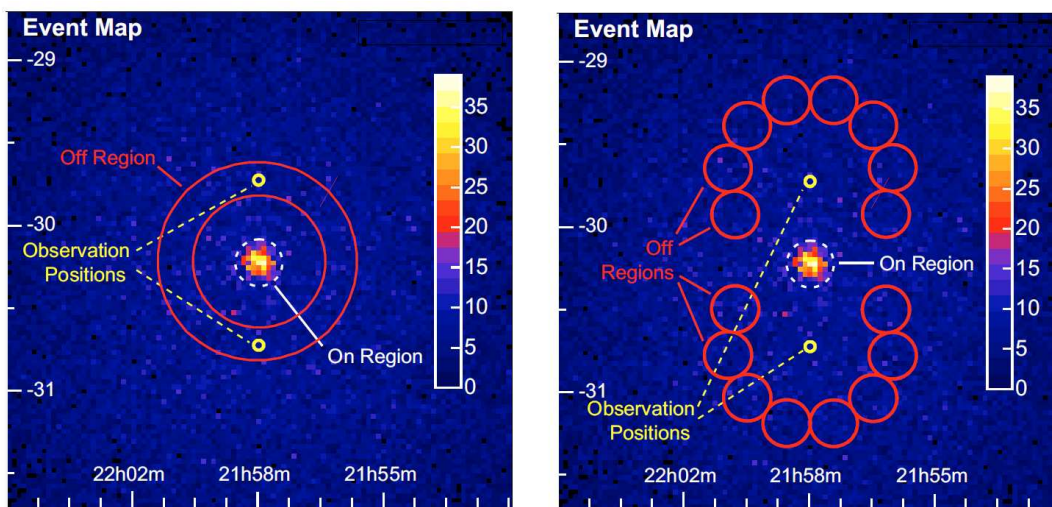 Event Map
-29
-30
-31
Off Region
Observation
Positions
On Region
35
30
25
20
15
10
5
0
22h02m
21h58m
21h55m
Event Map
-29
-30
-31
Off
Regions
On Region
Observation
Positions
35
30
25
20
15
10
5
0
22h02m
21h58m
21h55m